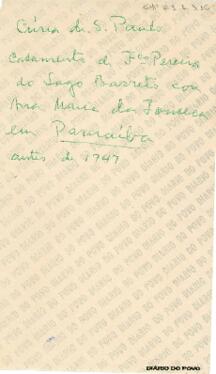 Cúria de S. Paulo
Casamento de Fco Pereira
do Lago Barreto com
Ana Maria da Fonseca
em Parnaíba
antes de 1747
DIÁRIO DO POVO